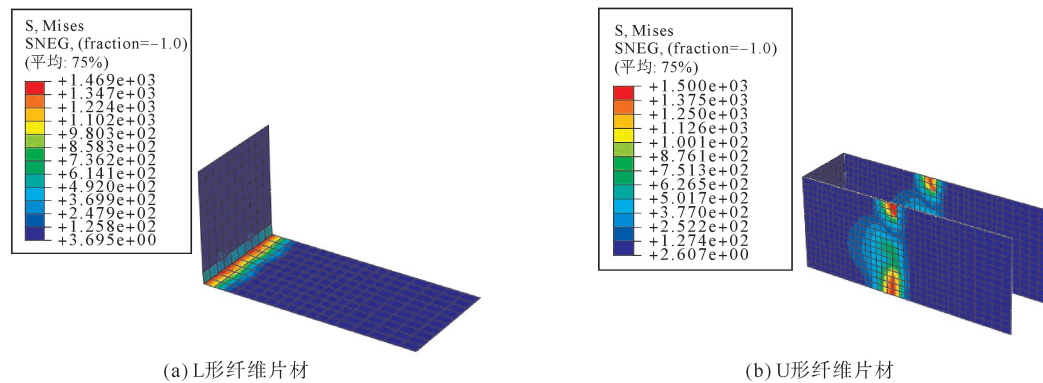 S, Mises
SNEG, (fraction=−1.0)
(平均: 75%)
+1.469e+03
+1.347e+03
+1.224e+03
+1.102e+03
+9.803e+02
+8.583e+02
+7.362e+02
+6.141e+02
+4.920e+02
+3.699e+02
+2.479e+02
+1.258e+02
+3.695e+00
(a) L形纤维片材
S, Mises
SNEG, (fraction=−1.0)
(平均: 75%)
+1.500e+03
+1.375e+03
+1.250e+03
+1.126e+03
+1.001e+02
+8.761e+02
+7.513e+02
+6.265e+02
+5.017e+02
+3.770e+02
+2.522e+02
+1.274e+02
+2.607e+00
(b) U形纤维片材